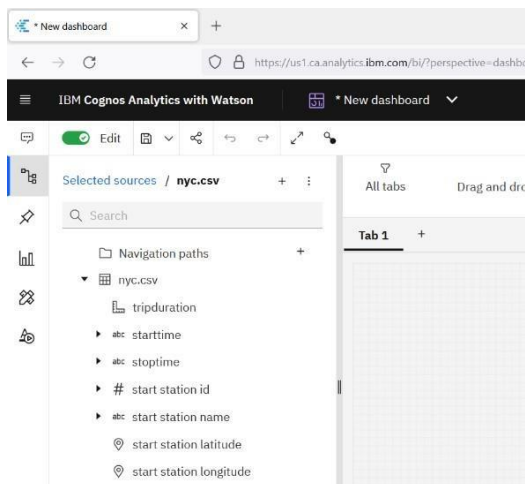 * New dashboard
https://us1.ca.analytics.ibm.com/bi/?perspective=dashbo
IBM Cognos Analytics with Watson
* New dashboard
Edit
Selected sources / nyc.csv
Search
Navigation paths
nyc.csv
tripduration
abc starttime
abc stoptime
# start station id
abc start station name
start station latitude
start station longitude
All tabs
Drag and dro
Tab 1